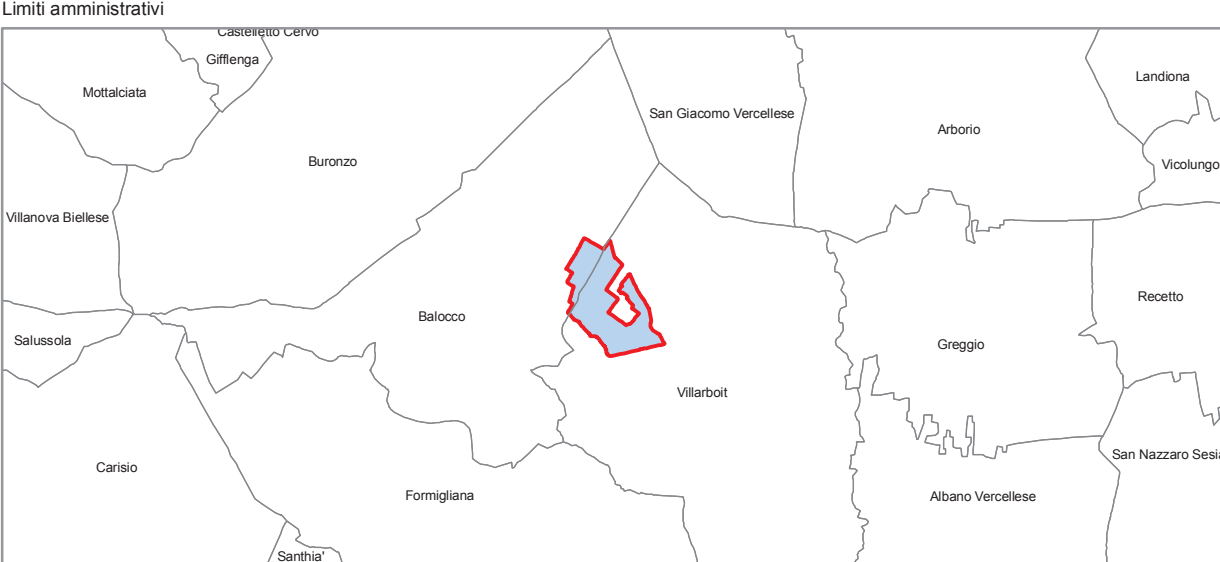 Limiti amministrativi
Castelletto Cervo
Gifflenga
Mottalciata
Landiona
San Giacomo Vercellese
Arborio
Buronzo
Vicolungo
Villanova Biellese
Recetto
Balocco
Salussola
Greggio
Villarboit
San Nazzaro Sesia
Carisio
Formigliana
Albano Vercellese
Santhia'